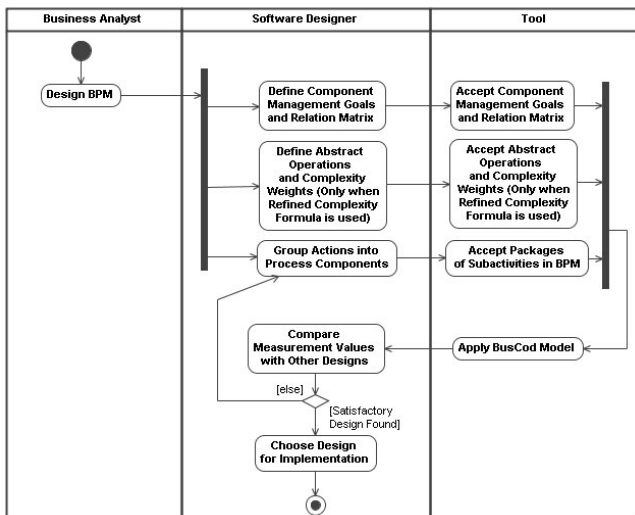 Business Analyst
Software Designer
Tool
Design BPM
Define Component
Management Goals
and Relation Matrix
Accept Component
Management Goals
and Relation Matrix
Define Abstract
Operations
and Complexity
Weights (Only when
Refined Complexity
Formula is used)
Accept Abstract
Operations
and Complexity
Weights (Only when
Refined Complexity
Formula is used)
Group Actions into
Process Components
Accept Packages
of Subactivities in BPM
Compare
Measurement Values
with Other Designs
Apply BusCod Model
[else]
[Satisfactory
Design Found]
Choose Design
for Implementation